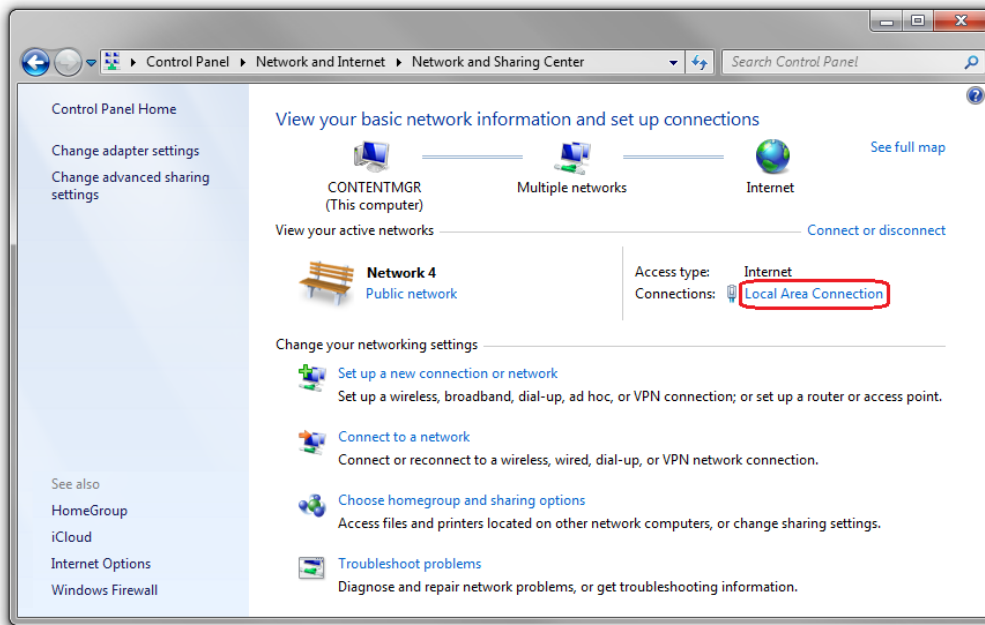 Control Panel Network and Internet Network and Sharing Center
Search Control Panel
Control Panel Home
Change adapter settings
Change advanced sharing
settings
See also
HomeGroup
iCloud
Internet Options
Windows Firewall
View your basic network information and set up connections
See full map
CONTENTMGR
(This computer)
Multiple networks
Internet
View your active networks
Connect or disconnect
Network 4
Public network
Access type: Internet
Connections: Local Area Connection
Change your networking settings
Set up a new connection or network
Set up a wireless, broadband, dial-up, ad hoc, or VPN connection; or set up a router or access point.
Connect to a network
Connect or reconnect to a wireless, wired, dial-up, or VPN network connection.
Choose homegroup and sharing options
Access files and printers located on other network computers, or change sharing settings.
Troubleshoot problems
Diagnose and repair network problems, or get troubleshooting information.